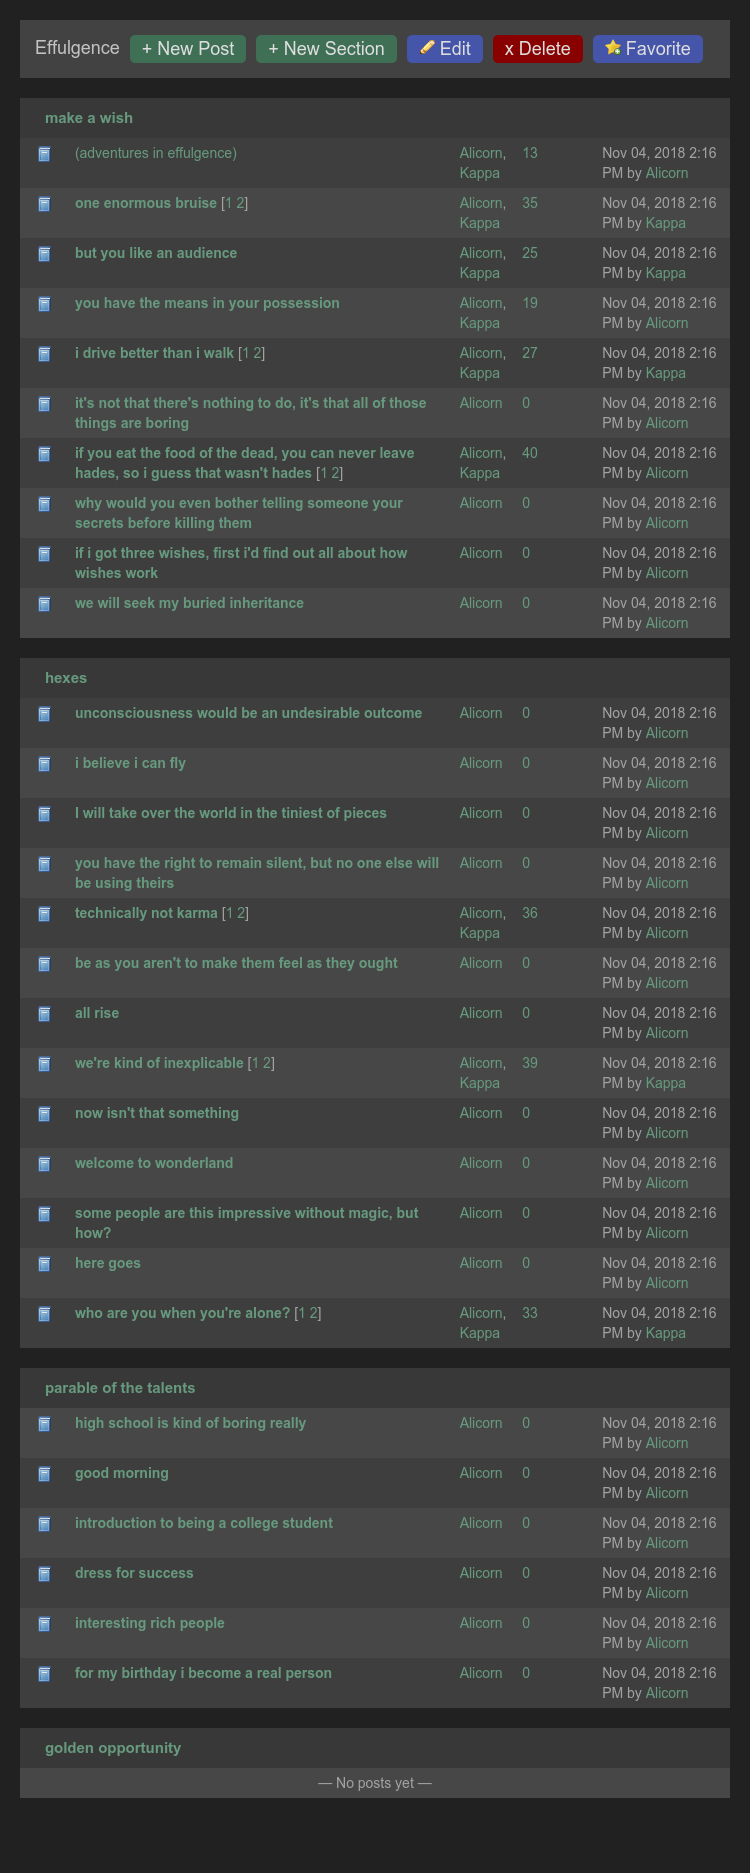 Effulgence + New Post + New Section Edit x Delete Favorite
make a wish
(adventures in effulgence) Alicorn, 13 Nov 04, 2018 2:16
Kappa PM by Alicorn
one enormous bruise [1 2] Alicorn, 35 Nov 04, 2018 2:16
Kappa PM by Kappa
but you like an audience Alicorn, 25 Nov 04, 2018 2:16
Kappa PM by Kappa
you have the means in your possession Alicorn, 19 Nov 04, 2018 2:16
Kappa PM by Alicorn
i drive better than i walk [1 2] Alicorn, 27 Nov 04, 2018 2:16
Kappa PM by Kappa
it's not that there's nothing to do, it's that all of those Alicorn 0 Nov 04, 2018 2:16
things are boring PM by Alicorn
if you eat the food of the dead, you can never leave Alicorn, 40 Nov 04, 2018 2:16
hades, so i guess that wasn't hades [1 2] Kappa PM by Alicorn
why would you even bother telling someone your Alicorn 0 Nov 04, 2018 2:16
secrets before killing them PM by Alicorn
if i got three wishes, first i'd find out all about how Alicorn 0 Nov 04, 2018 2:16
wishes work PM by Alicorn
we will seek my buried inheritance Alicorn 0 Nov 04, 2018 2:16
PM by Alicorn
hexes
unconsciousness would be an undesirable outcome Alicorn 0 Nov 04, 2018 2:16
PM by Alicorn
i believe i can fly Alicorn 0 Nov 04, 2018 2:16
PM by Alicorn
I will take over the world in the tiniest of pieces Alicorn 0 Nov 04, 2018 2:16
PM by Alicorn
you have the right to remain silent, but no one else will Alicorn 0 Nov 04, 2018 2:16
be using theirs PM by Alicorn
technically not karma [1 2] Alicorn, 36 Nov 04, 2018 2:16
Kappa PM by Alicorn
be as you aren't to make them feel as they ought Alicorn 0 Nov 04, 2018 2:16
PM by Alicorn
all rise Alicorn 0 Nov 04, 2018 2:16
PM by Alicorn
we're kind of inexplicable [1 2] Alicorn, 39 Nov 04, 2018 2:16
Kappa PM by Kappa
now isn't that something Alicorn 0 Nov 04, 2018 2:16
PM by Alicorn
welcome to wonderland Alicorn 0 Nov 04, 2018 2:16
PM by Alicorn
some people are this impressive without magic, but Alicorn 0 Nov 04, 2018 2:16
how? PM by Alicorn
here goes Alicorn 0 Nov 04, 2018 2:16
PM by Alicorn
who are you when you're alone? [1 2] Alicorn, 33 Nov 04, 2018 2:16
Kappa PM by Kappa
parable of the talents
high school is kind of boring really Alicorn 0 Nov 04, 2018 2:16
PM by Alicorn
good morning Alicorn 0 Nov 04, 2018 2:16
PM by Alicorn
introduction to being a college student Alicorn 0 Nov 04, 2018 2:16
PM by Alicorn
dress for success Alicorn 0 Nov 04, 2018 2:16
PM by Alicorn
interesting rich people Alicorn 0 Nov 04, 2018 2:16
PM by Alicorn
for my birthday i become a real person Alicorn 0 Nov 04, 2018 2:16
PM by Alicorn
golden opportunity
— No posts yet —